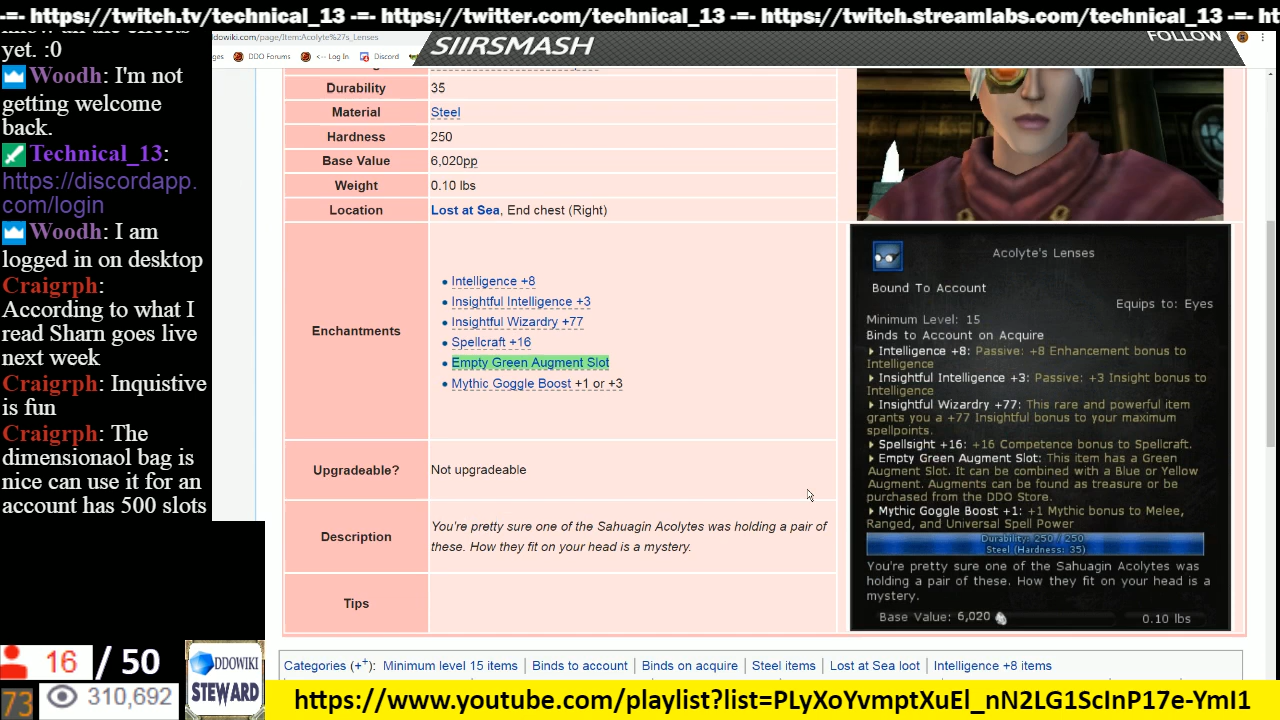 -=- https://twitch.tv/technical_13 -=- https://twitter.com/technical_13 -=- https://twitch.streamlabs.com/technical_13 -=- ht
yet. :0
Woodh: I'm not
getting welcome
back.
Technical_13:
https://discordapp.
com/login
Woodh: I am
logged in on desktop
Craigrph:
According to what I
read Sharn goes live
next week
Craigrph: Inquistive
is fun
Craigrph: The
dimensionaol bag is
nice can use it for an
account has 500 slots
ddowiki.com/page/Item:Acolyte%27s_Lenses
ges DDO Forums <-- Log In Discord
SIIRSMASH
FOLLOW
Durability 35
Material Steel
Hardness 250
Base Value 6,020pp
Weight 0.10 lbs
Location Lost at Sea, End chest (Right)
Enchantments
• Intelligence +8
• Insightful Intelligence +3
• Insightful Wizardry +77
• Spellcraft +16
• Empty Green Augment Slot
• Mythic Goggle Boost +1 or +3
Upgradeable? Not upgradeable
Description
You're pretty sure one of the Sahuagin Acolytes was holding a pair of
these. How they fit on your head is a mystery.
Tips
Acolyte's Lenses
Bound To Account
Equips to: Eyes
Minimum Level: 15
Binds to Account on Acquire
Intelligence +8: Passive: +8 Enhancement bonus to
Intelligence
Insightful Intelligence +3: Passive: +3 Insight bonus to
Intelligence
Insightful Wizardry +77: This rare and powerful item
grants you a +77 Insightful bonus to your maximum
spellpoints.
Spellsight +16: +16 Competence bonus to Spellcraft.
Empty Green Augment Slot: This item has a Green
Augment Slot. It can be combined with a Blue or Yellow
Augment. Augments can be found as treasure or be
purchased from the DDO Store.
Mythic Goggle Boost +1: +1 Mythic bonus to Melee,
Ranged, and Universal Spell Power
Durability: 250 / 250
Steel (Hardness: 35)
You're pretty sure one of the Sahuagin Acolytes was
holding a pair of these. How they fit on your head is a
mystery.
Base Value: 6,020 0.10 lbs
Categories (+⁺): Minimum level 15 items | Binds to account | Binds on acquire | Steel items | Lost at Sea loot | Intelligence +8 items
16 / 50
73 310,692
DDOWIKI
STEWARD
https://www.youtube.com/playlist?list=PLyXoYvmptXuEl_nN2LG1ScInP17e-YmI1